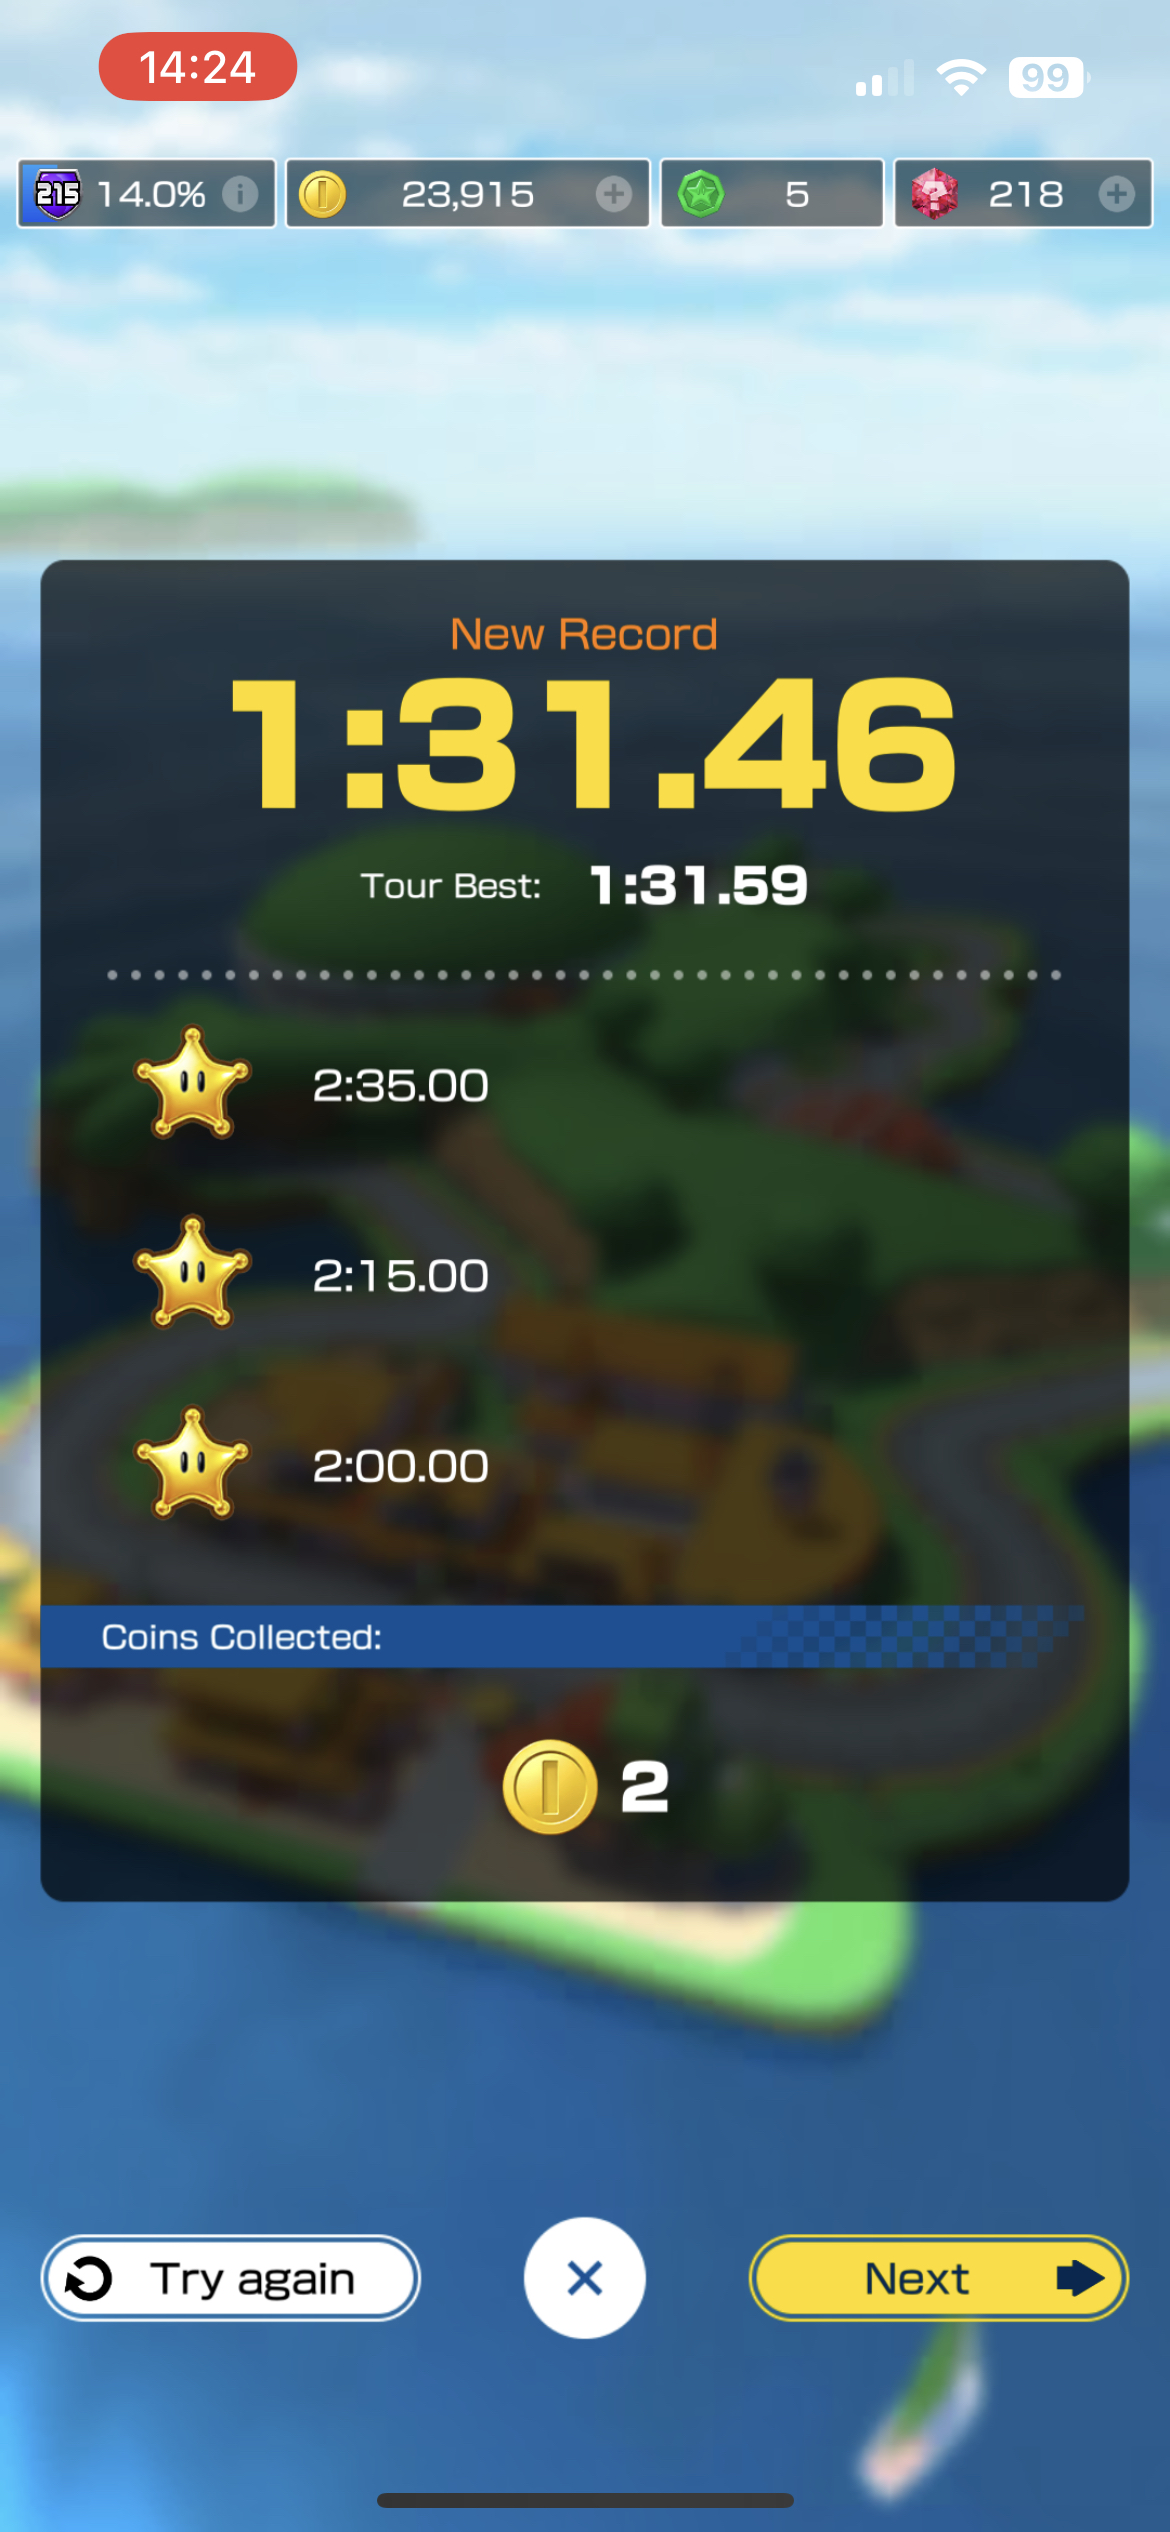 14:24
99
215 14.0% i 23,915 + 5 ? 218 +
New Record
1:31.46
Tour Best: 1:31.59
2:35.00
2:15.00
2:00.00
Coins Collected:
2
Try again
×
Next